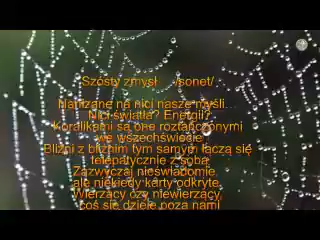 Szósty zmysł /sonet/
Nanizane na nici nasze myśli...
Nici światła? Energii?
Koralikami są one roztańczonymi
we wszechświecie
Bliźni z bliźnim tym samym łączą się
telepatycznie z sobą
Zazwyczaj nieświadomie,
ale niekiedy karty odkryte,
Wierzący czy niewierzący,
coś się dzieje poza nami